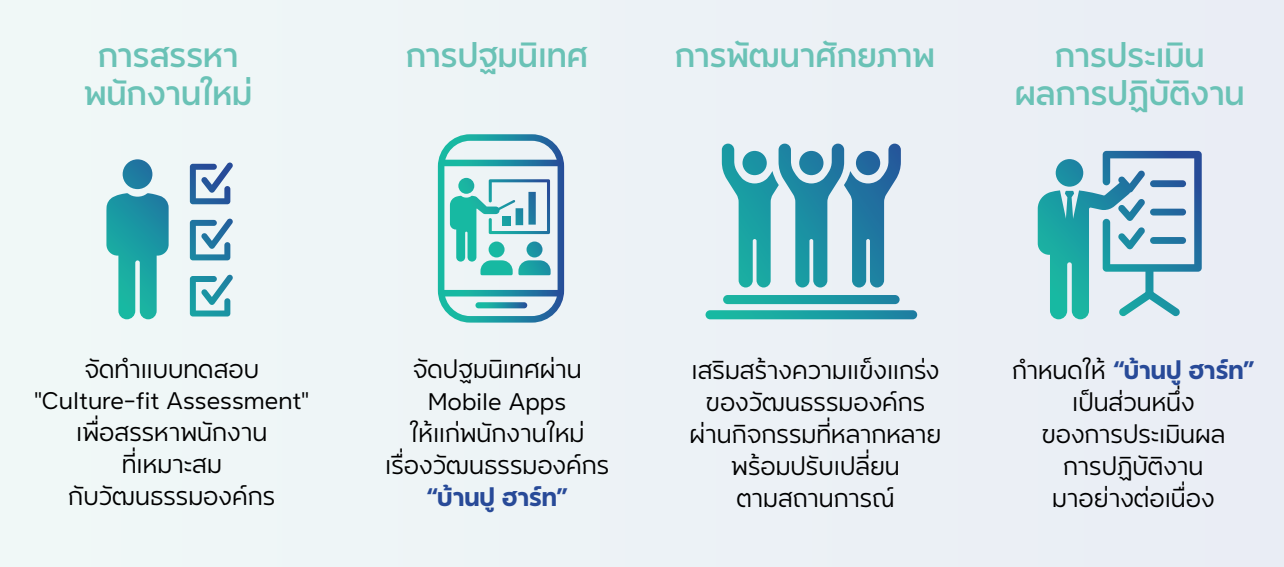 การสรรหา
พนักงานใหม่
จัดทำแบบทดสอบ
"Culture-fit Assessment"
เพื่อสรรหาพนักงาน
ที่เหมาะสม
กับวัฒนธรรมองค์กร
การปฐมนิเทศ
จัดปฐมนิเทศผ่าน
Mobile Apps
ให้แก่พนักงานใหม่
เรื่องวัฒนธรรมองค์กร
“บ้านปู ฮาร์ท”
การพัฒนาศักยภาพ
เสริมสร้างความแข็งแกร่ง
ของวัฒนธรรมองค์กร
ผ่านกิจกรรมที่หลากหลาย
พร้อมปรับเปลี่ยน
ตามสถานการณ์
การประเมิน
ผลการปฏิบัติงาน
กำหนดให้ “บ้านปู ฮาร์ท”
เป็นส่วนหนึ่ง
ของการประเมินผล
การปฏิบัติงาน
มาอย่างต่อเนื่อง